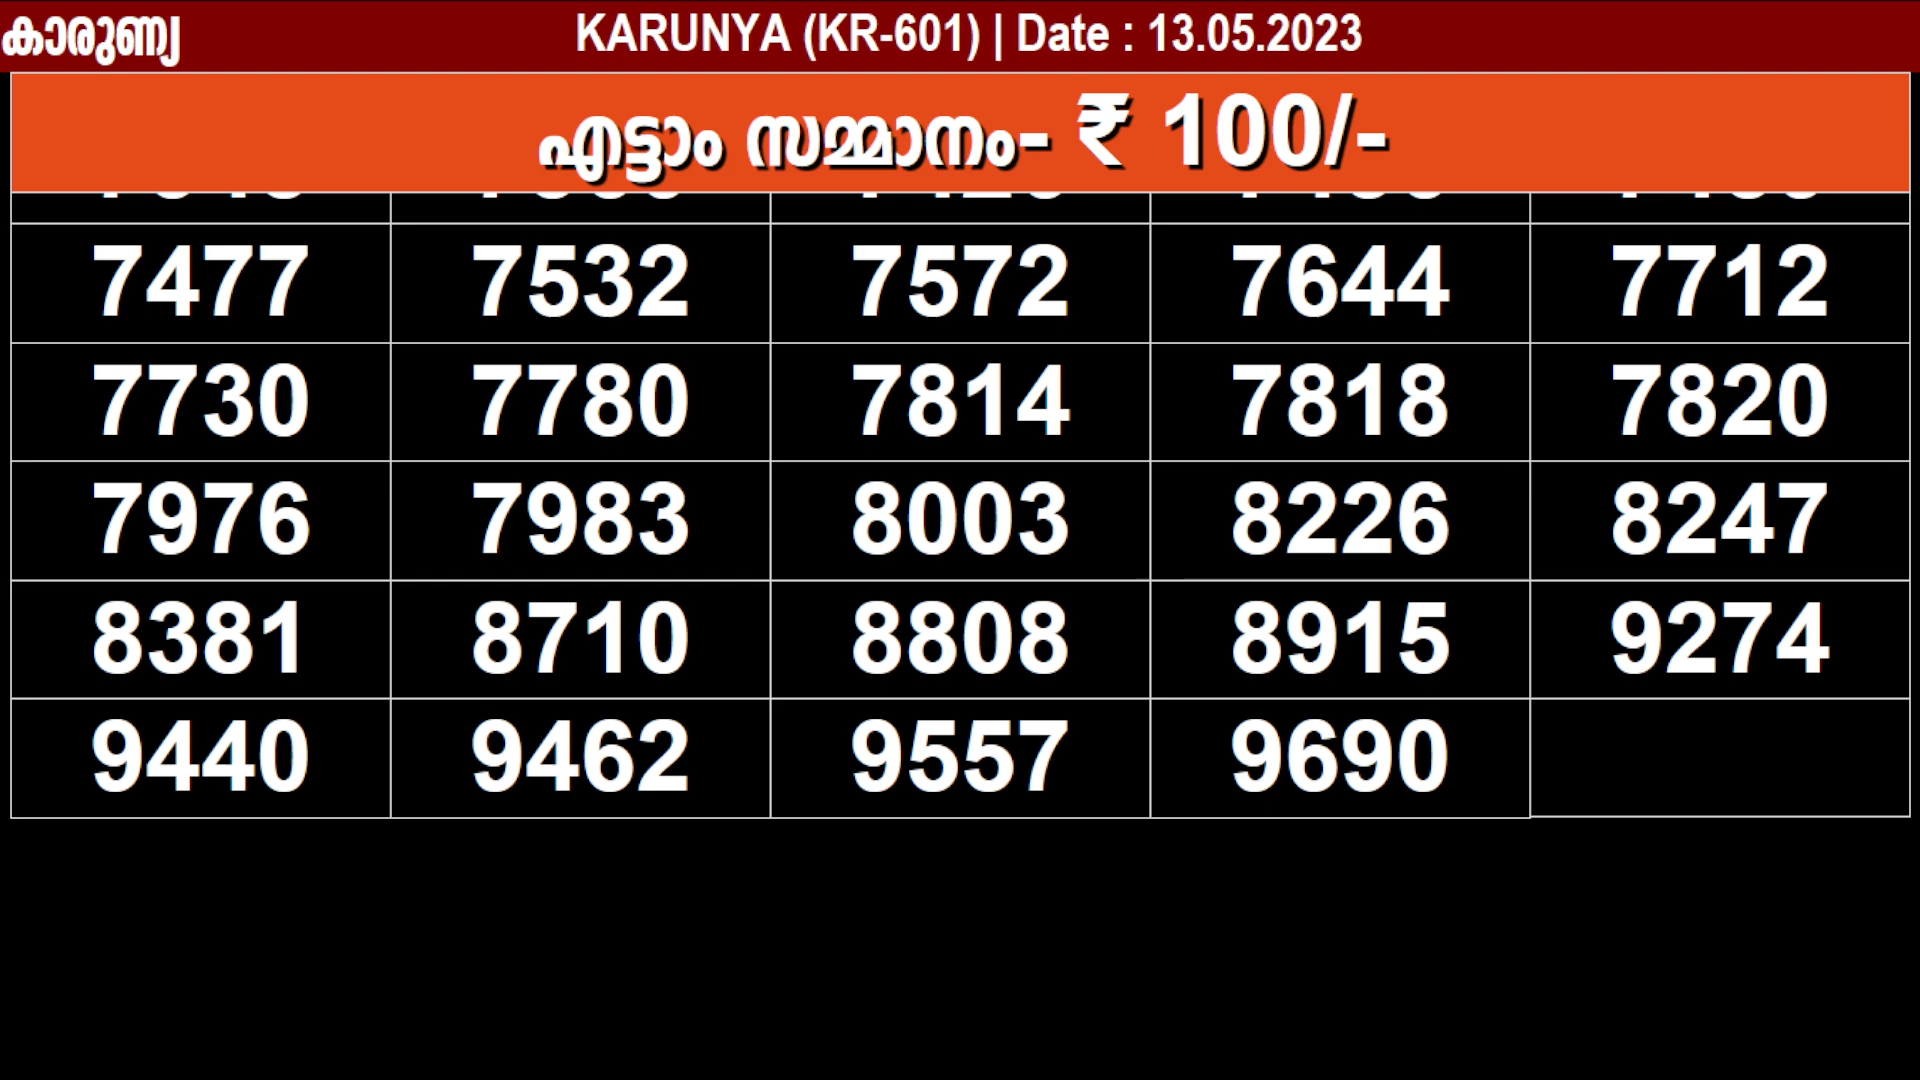 കാരുണ്യ KARUNYA (KR-601) | Date : 13.05.2023
എട്ടാം സമ്മാനം- ₹ 100/-
7477 7532 7572 7644 7712
7730 7780 7814 7818 7820
7976 7983 8003 8226 8247
8381 8710 8808 8915 9274
9440 9462 9557 9690